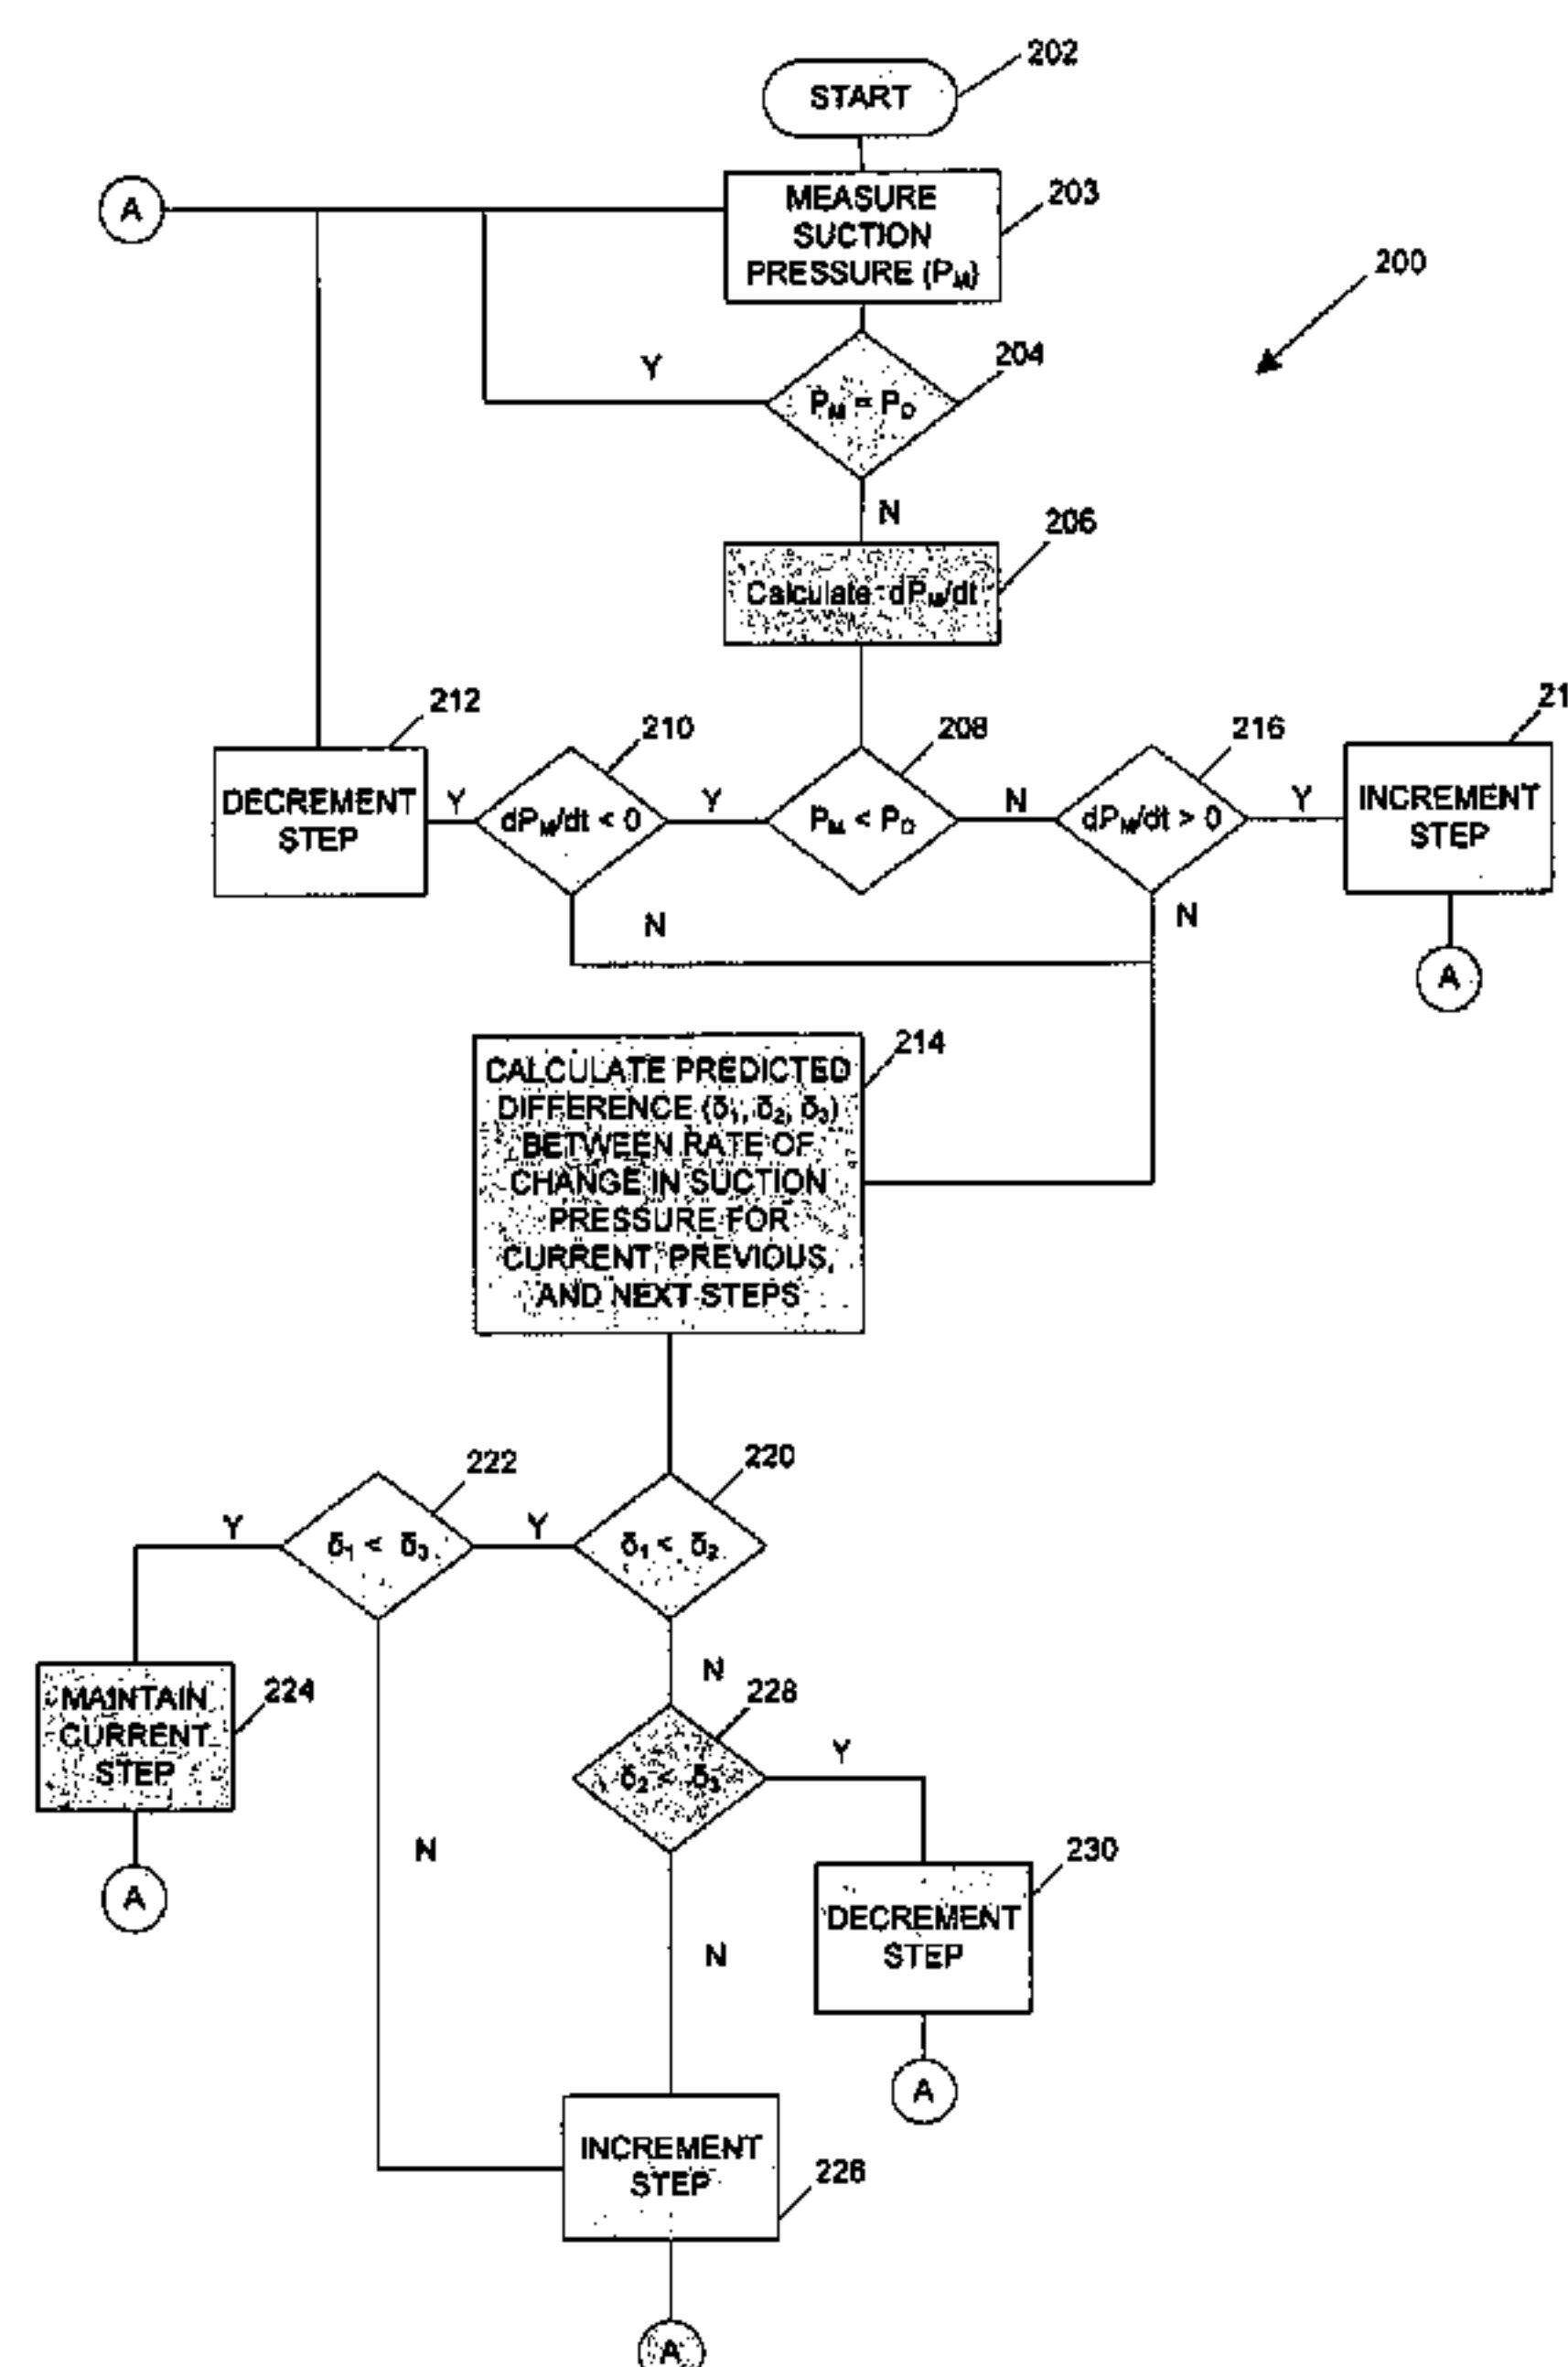 202
START
A
MEASURE
SUCTION
PRESSURE (PM)
203
200
Y
204
PM = PD
N
206
Calculate dPM/dt
212
210
208
216
21
DECREMENT
STEP
Y
dPM/dt < 0
Y
PM < PD
N
dPM/dt > 0
Y
INCREMENT
STEP
N
N
A
214
CALCULATE PREDICTED
DIFFERENCE (δ1, δ2, δ3)
BETWEEN RATE OF
CHANGE IN SUCTION
PRESSURE FOR
CURRENT, PREVIOUS,
AND NEXT STEPS
222
220
Y
δ1 < δ3
Y
δ1 < δ2
N
MAINTAIN
CURRENT
STEP
224
228
δ2 < δ3
Y
A
N
230
DECREMENT
STEP
N
A
INCREMENT
STEP
226
A